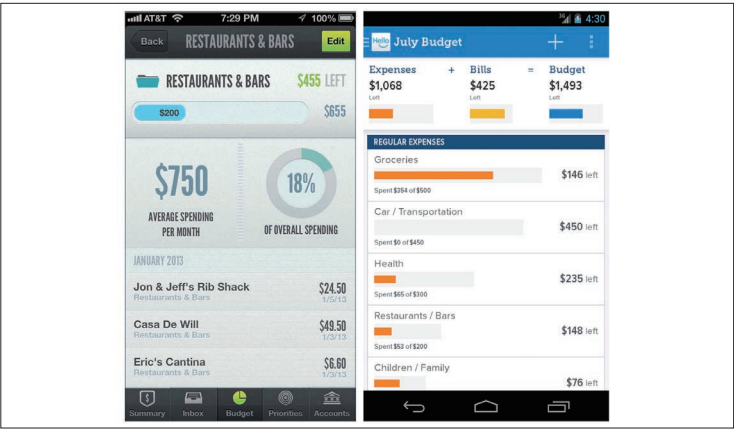 AT&T 7:29 PM 100%
Back RESTAURANTS & BARS Edit
RESTAURANTS & BARS $455 LEFT
$200 $655
$750 18%
AVERAGE SPENDING
PER MONTH
OF OVERALL SPENDING
JANUARY 2013
Jon & Jeff's Rib Shack $24.50
Restaurants & Bars 1/5/13
Casa De Will $49.50
Restaurants & Bars 1/3/13
Eric's Cantina $6.60
Restaurants & Bars 1/3/13
Summary Inbox Budget Priorities Accounts
4:30
Hello July Budget
Expenses + Bills = Budget
$1,068 $425 $1,493
Left Left Left
REGULAR EXPENSES
Groceries
$146 left
Spent $354 of $500
Car / Transportation
$450 left
Spent $0 of $450
Health
$235 left
Spent $65 of $300
Restaurants / Bars
$148 left
Spent $53 of $200
Children / Family
$76 left